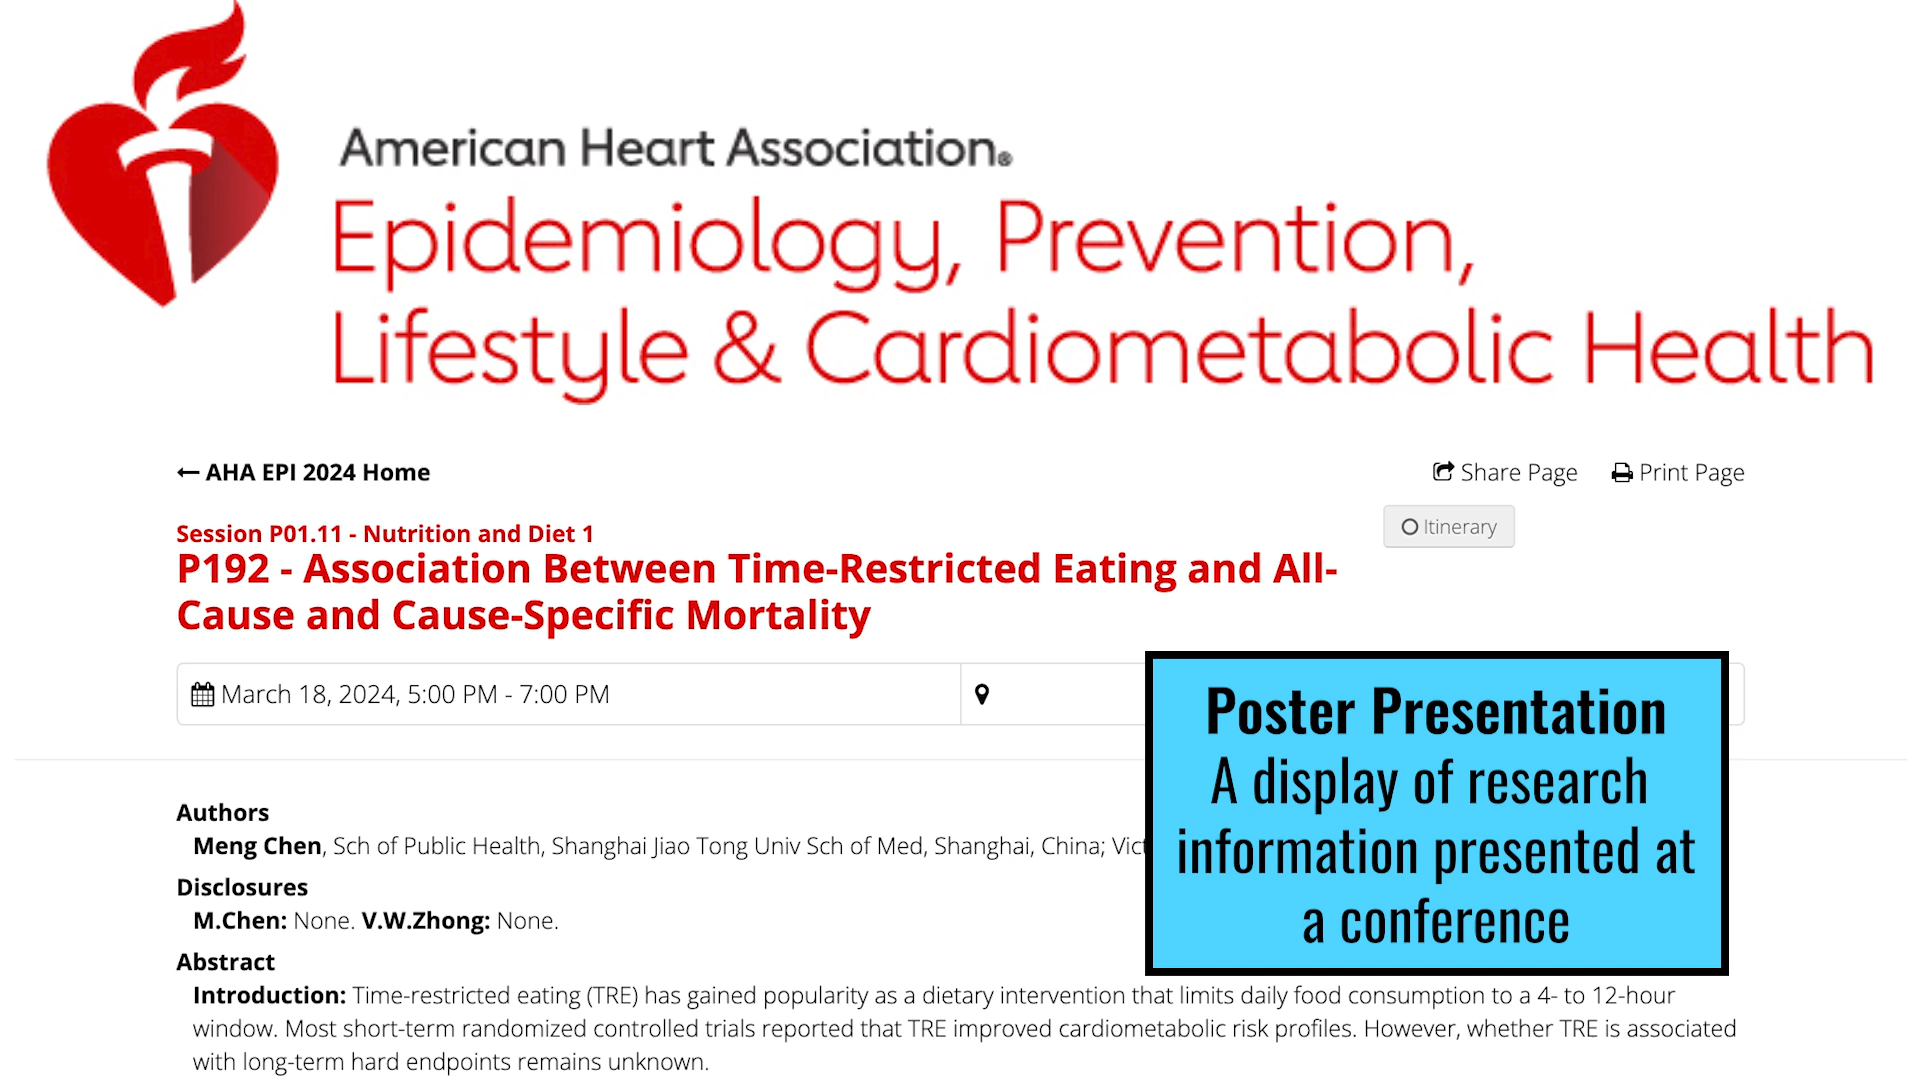 American Heart Association®
Epidemiology, Prevention,
Lifestyle & Cardiometabolic Health
← AHA EPI 2024 Home
Share Page
Print Page
Itinerary
Session P01.11 - Nutrition and Diet 1
P192 - Association Between Time-Restricted Eating and All-
Cause and Cause-Specific Mortality
March 18, 2024, 5:00 PM - 7:00 PM
Poster Presentation
A display of research
information presented at
a conference
Authors
Meng Chen, Sch of Public Health, Shanghai Jiao Tong Univ Sch of Med, Shanghai, China;
Disclosures
M.Chen: None. V.W.Zhong: None.
Abstract
Introduction: Time-restricted eating (TRE) has gained popularity as a dietary intervention that limits daily food consumption to a 4- to 12-hour
window. Most short-term randomized controlled trials reported that TRE improved cardiometabolic risk profiles. However, whether TRE is associated
with long-term hard endpoints remains unknown.